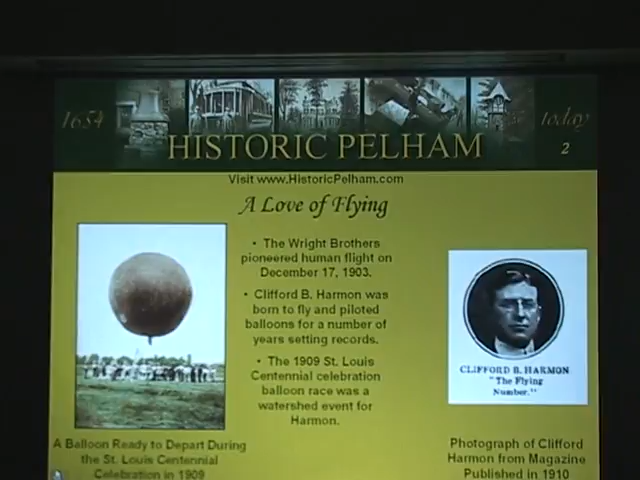 1654
today
HISTORIC PELHAM
2
Visit www.HistoricPelham.com
A Love of Flying
• The Wright Brothers
pioneered human flight on
December 17, 1903.
• Clifford B. Harmon was
born to fly and piloted
balloons for a number of
years setting records.
• The 1909 St. Louis
Centennial celebration
balloon race was a
watershed event for
Harmon.
CLIFFORD B. HARMON
"The Flying
Number."
A Balloon Ready to Depart During
the St. Louis Centennial
Celebration in 1909
Photograph of Clifford
Harmon from Magazine
Published in 1910